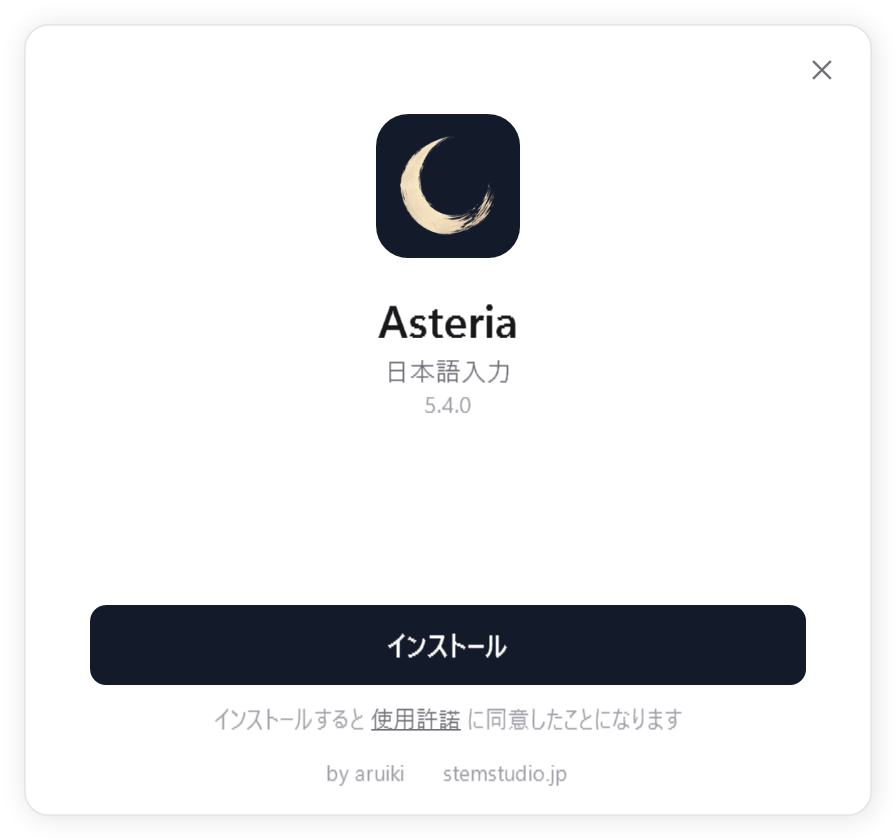 Asteria
日本語入力
5.4.0
インストール
インストールすると 使用許諾 に同意したことになります
by aruiki stemstudio.jp